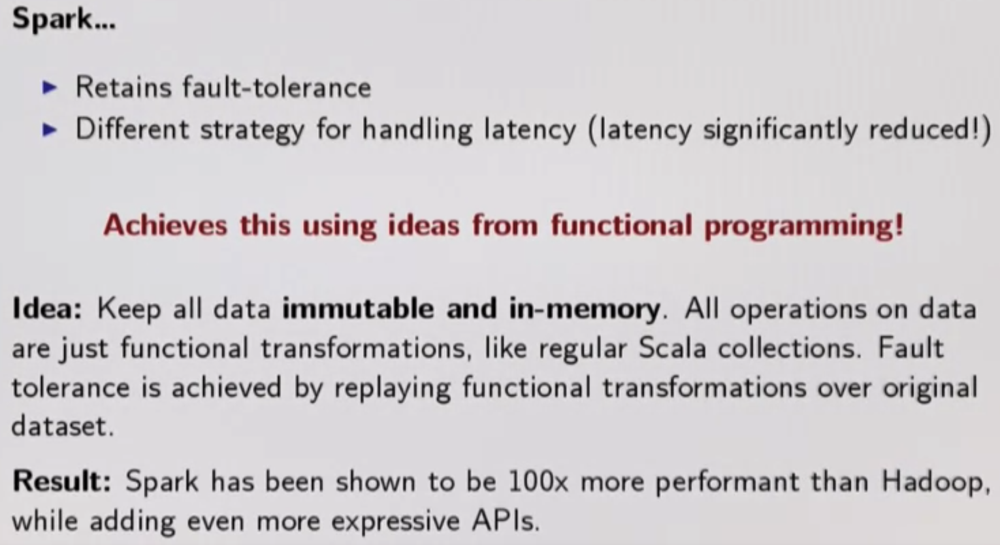 Spark...
▶ Retains fault-tolerance
▶ Different strategy for handling latency (latency significantly reduced!)
Achieves this using ideas from functional programming!
Idea: Keep all data immutable and in-memory. All operations on data
are just functional transformations, like regular Scala collections. Fault
tolerance is achieved by replaying functional transformations over original
dataset.
Result: Spark has been shown to be 100x more performant than Hadoop,
while adding even more expressive APIs.